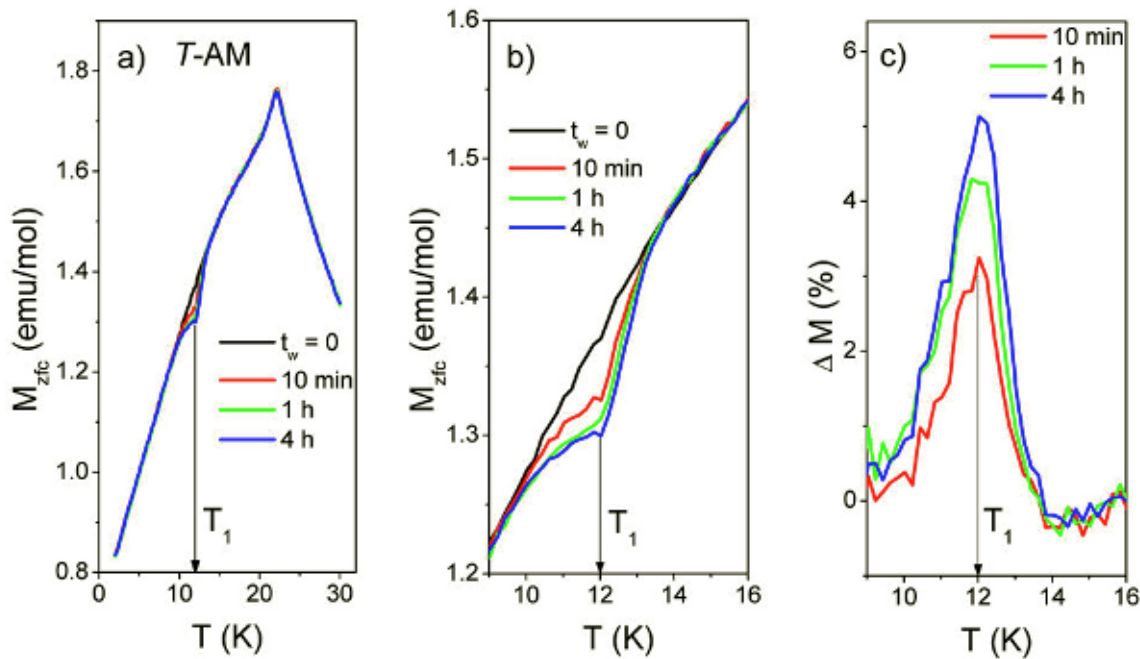 a) T-AM
1.8
1.6
1.4
1.2
1.0
0.8
M_zfc (emu/mol)
t_w = 0
10 min
1 h
4 h
T_1
0 10 20 30
T (K)
b)
1.6
1.5
1.4
1.3
1.2
M_zfc (emu/mol)
t_w = 0
10 min
1 h
4 h
T_1
10 12 14 16
T (K)
c)
6
4
2
0
Δ M (%)
10 min
1 h
4 h
T_1
10 12 14 16
T (K)